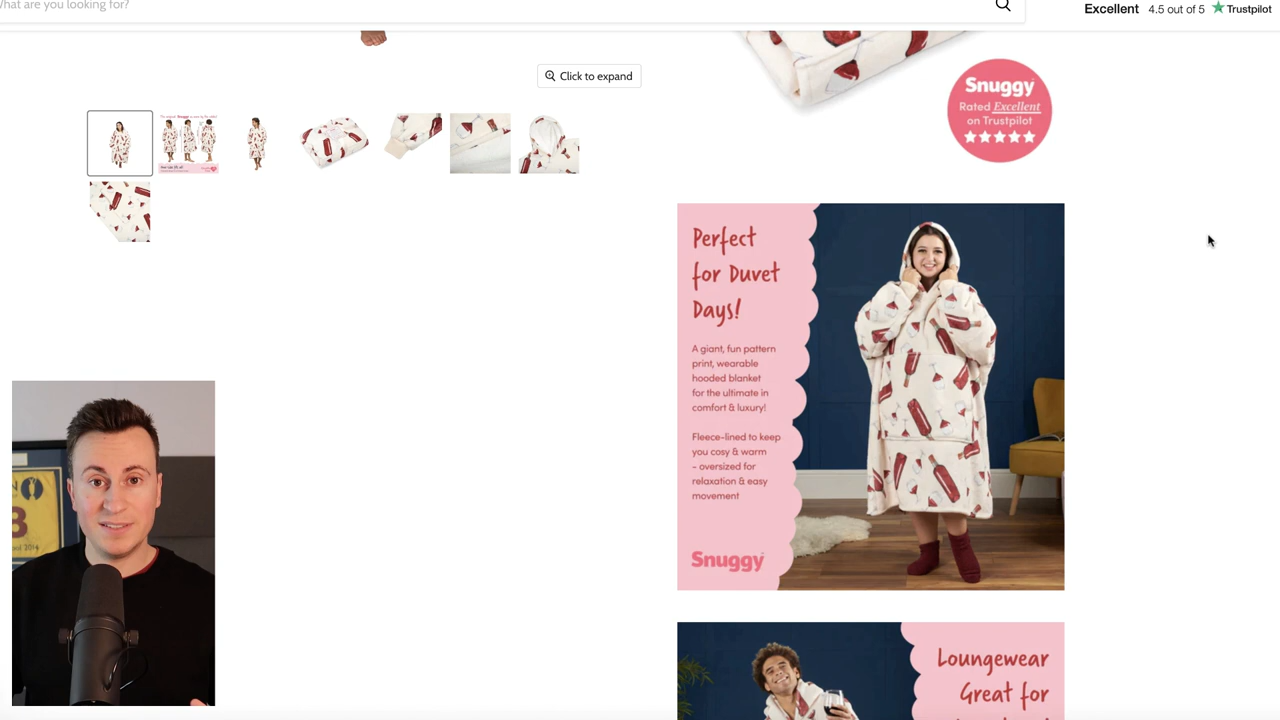 What are you looking for?
Excellent 4.5 out of 5 Trustpilot
Click to expand
Snuggy
Rated Excellent
on Trustpilot
Perfect
for Duvet
Days!
A giant, fun pattern
print, wearable
hooded blanket
for the ultimate in
comfort & luxury!
Fleece-lined to keep
you cosy & warm
- oversized for
relaxation & easy
movement
Snuggy
Loungewear
Great for